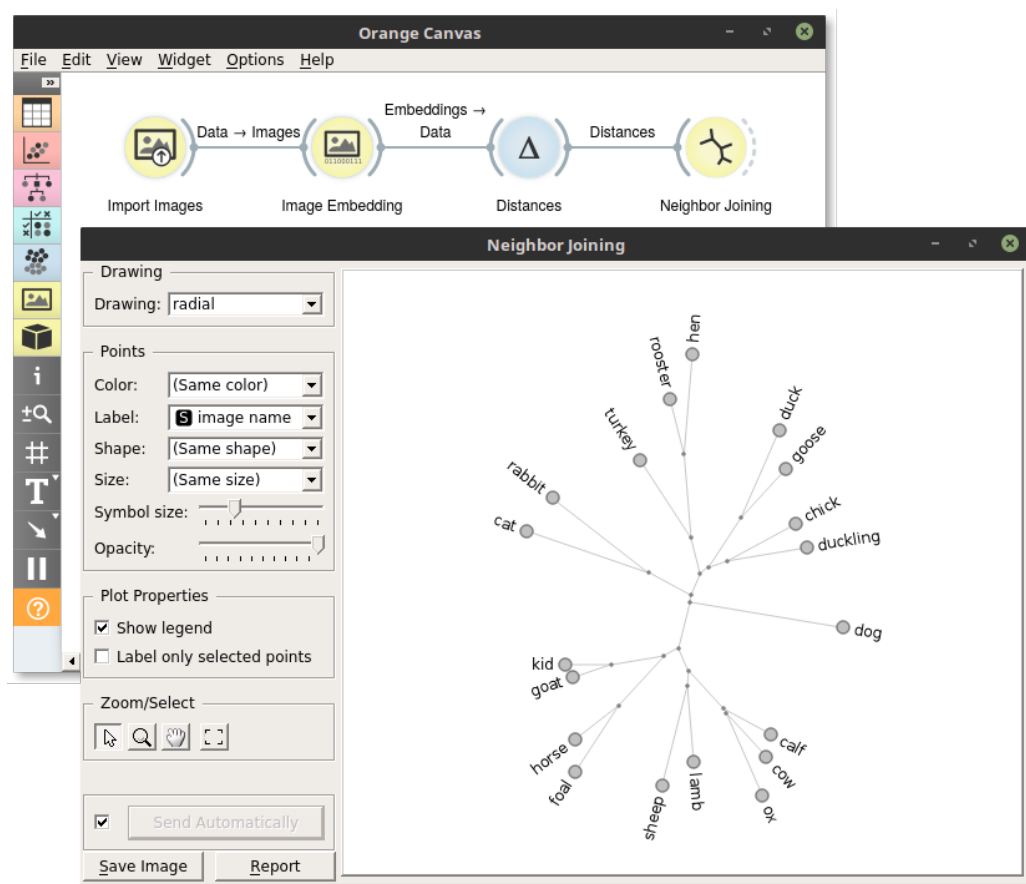 Orange Canvas
File Edit View Widget Options Help
»
Embeddings →
Data → Images
Data
Distances
011000111
Δ
Import Images
Image Embedding
Distances
Neighbor Joining
i
T
?
Neighbor Joining
Drawing
Drawing: radial
Points
Color: (Same color)
Label: S image name
Shape: (Same shape)
Size: (Same size)
Symbol size:
Opacity:
Plot Properties
Show legend
Label only selected points
Zoom/Select
Send Automatically
Save Image
Report
hen
rooster
duck
turkey
goose
rabbit
chick
cat
duckling
dog
kid
goat
horse
calf
foal
cow
lamb
sheep
ox